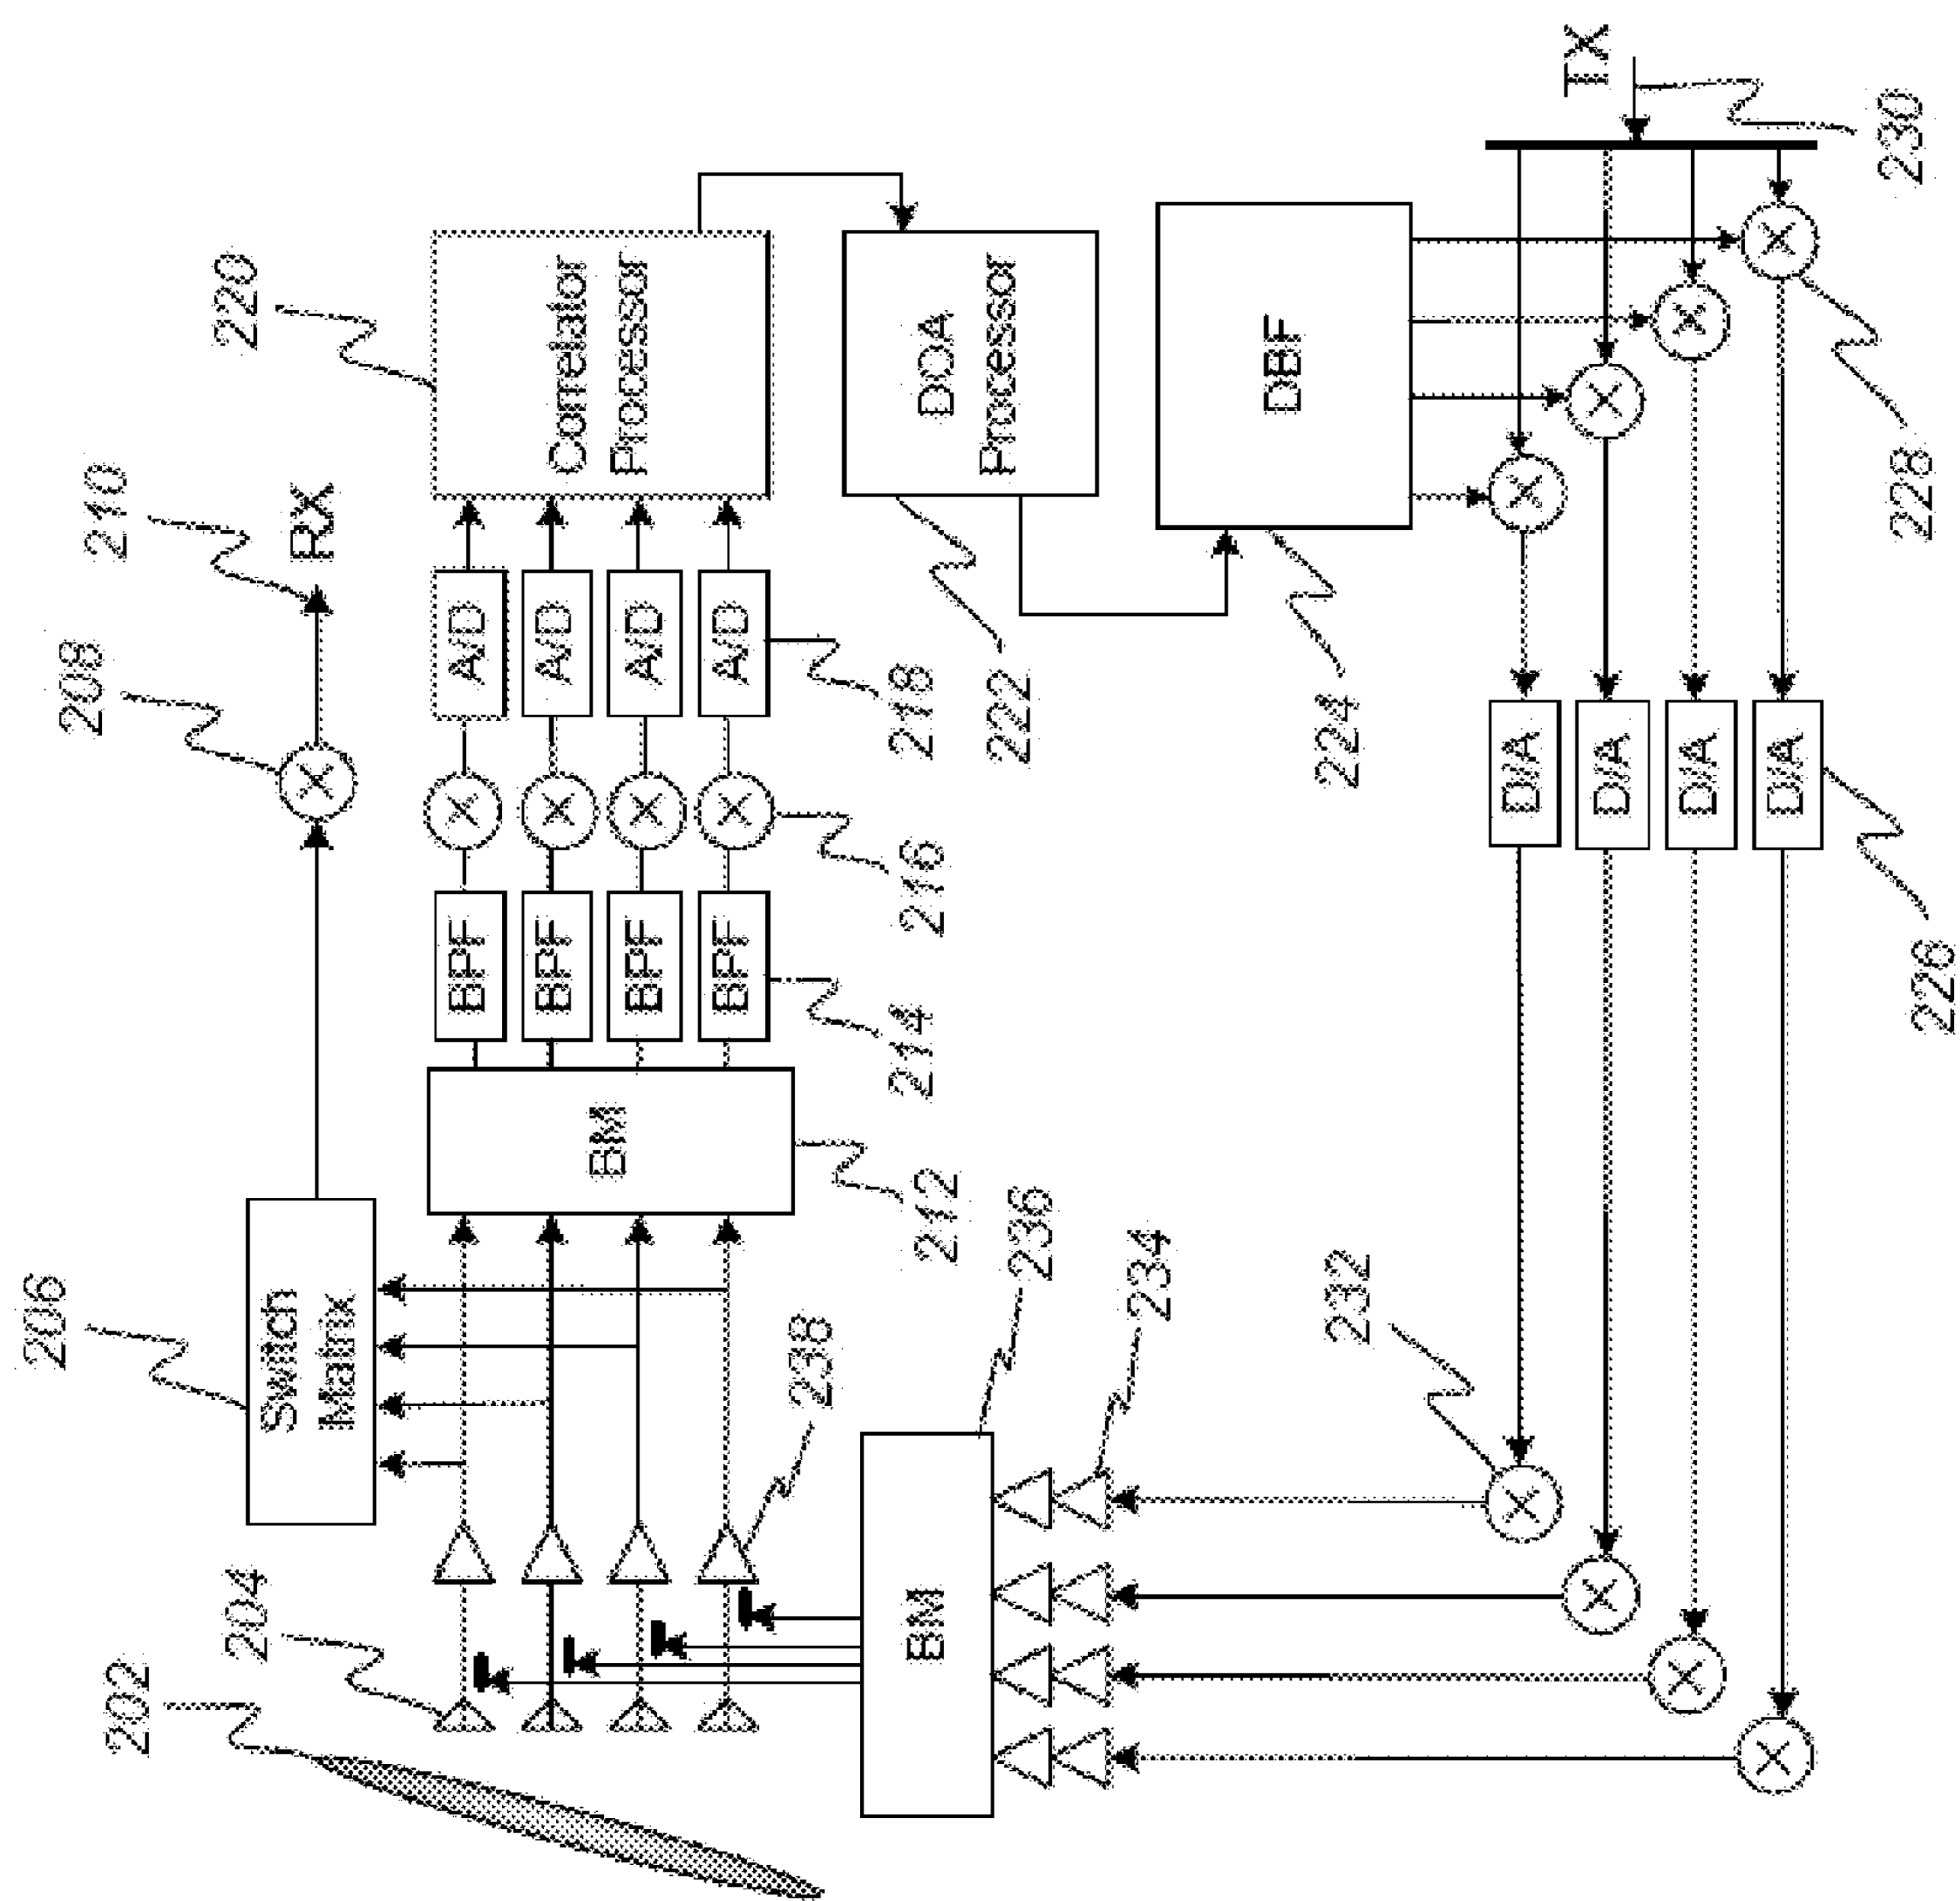 206
208
210
202
204
220
Switch
Matrix
RX
BPF
A/D
BPF
A/D
BPF
A/D
BPF
A/D
BM
Correlator
Processor
238
212
214
216
218
BM
236
234
222
DOA
Processor
232
224
DBF
D/A
D/A
D/A
D/A
TX
226
228
230